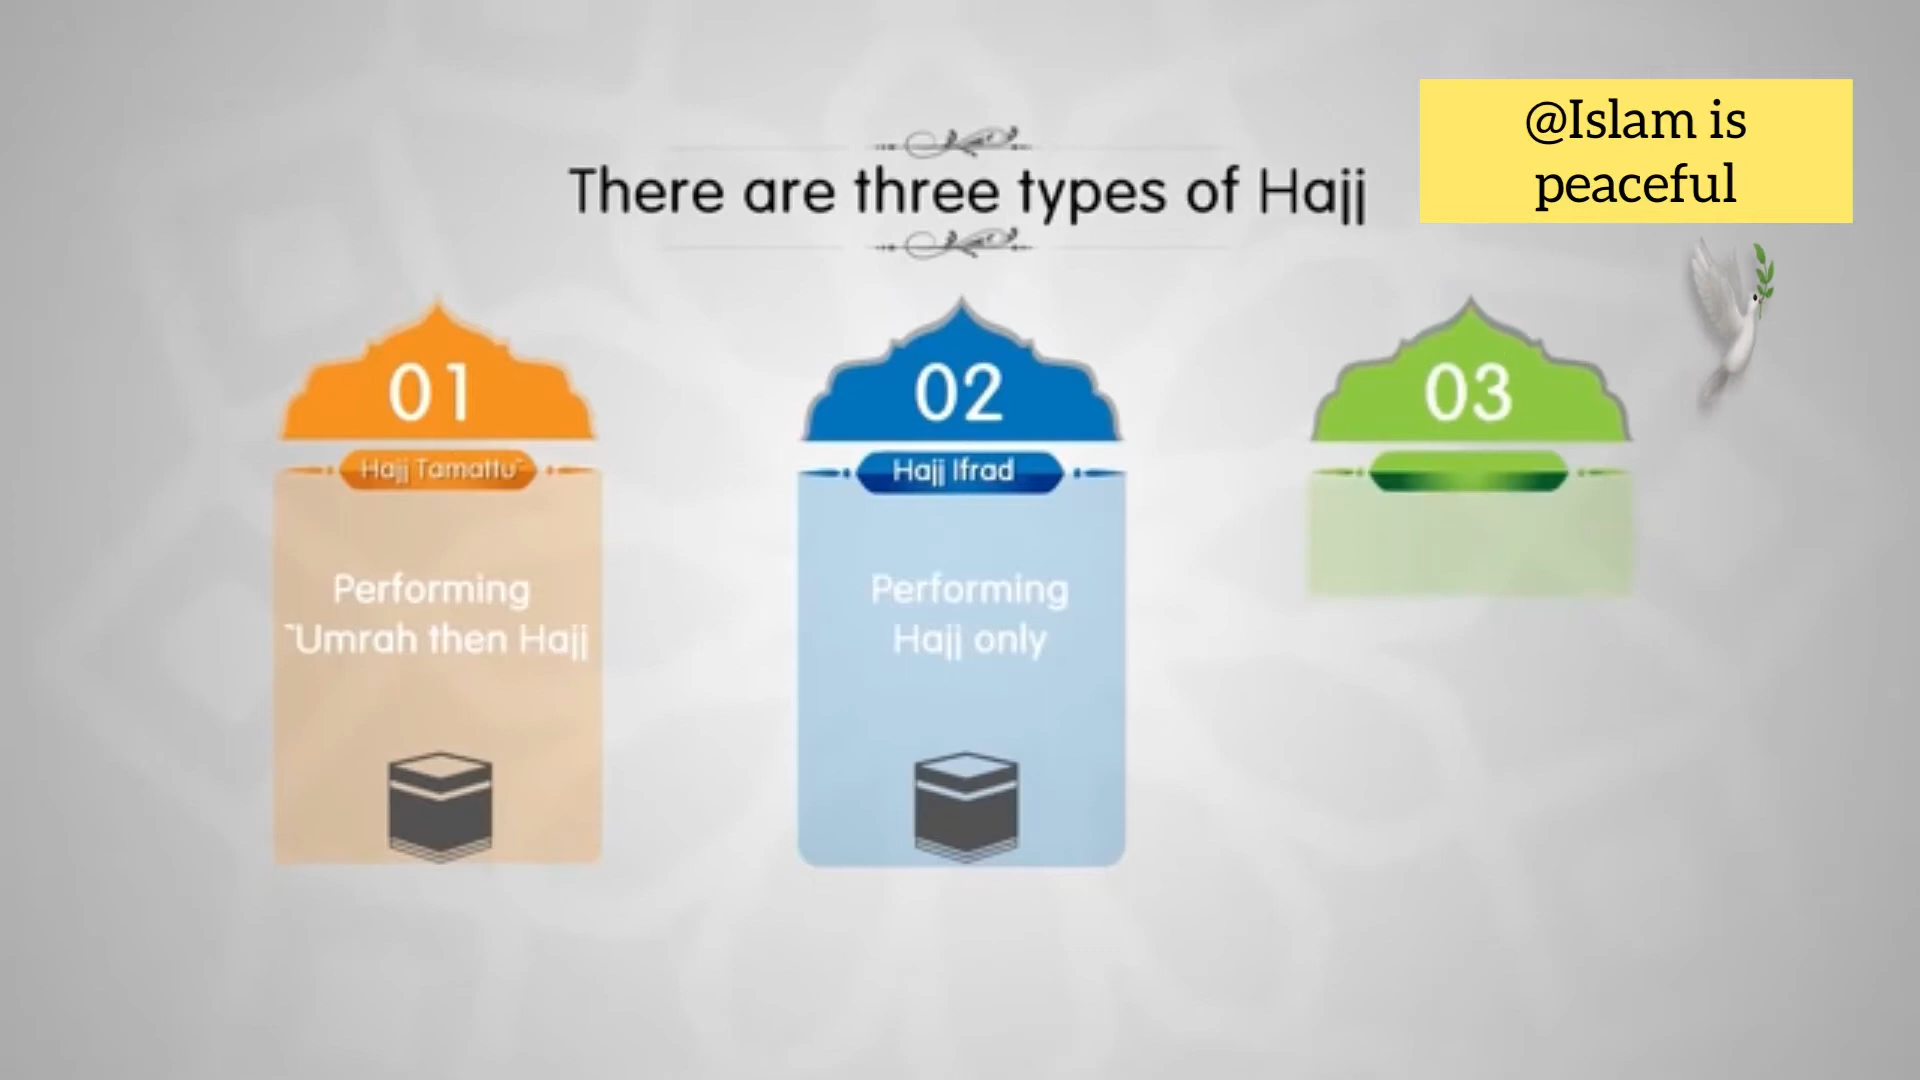 @Islam is
peaceful
There are three types of Hajj
01
Hajj Tamattu˜
Performing
˜Umrah then Hajj
02
Hajj Ifrad
Performing
Hajj only
03